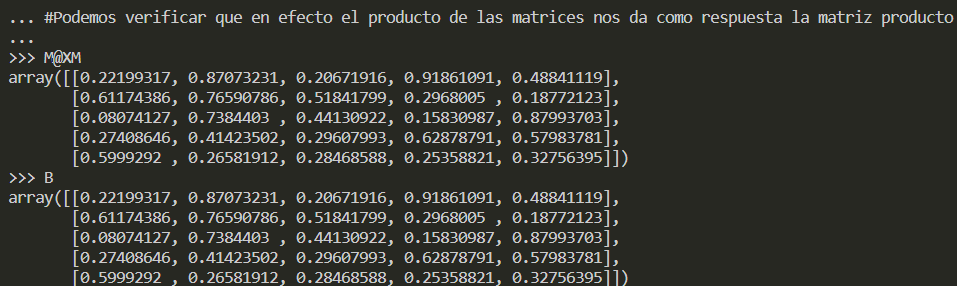 ... #Podemos verificar que en efecto el producto de las matrices nos da como respuesta la matriz producto
...
>>> M@XM
array([[0.22199317, 0.87073231, 0.20671916, 0.91861091, 0.48841119],
       [0.61174386, 0.76590786, 0.51841799, 0.2968005 , 0.18772123],
       [0.08074127, 0.7384403 , 0.44130922, 0.15830987, 0.87993703],
       [0.27408646, 0.41423502, 0.29607993, 0.62878791, 0.57983781],
       [0.5999292 , 0.26581912, 0.28468588, 0.25358821, 0.32756395]])
>>> B
array([[0.22199317, 0.87073231, 0.20671916, 0.91861091, 0.48841119],
       [0.61174386, 0.76590786, 0.51841799, 0.2968005 , 0.18772123],
       [0.08074127, 0.7384403 , 0.44130922, 0.15830987, 0.87993703],
       [0.27408646, 0.41423502, 0.29607993, 0.62878791, 0.57983781],
       [0.5999292 , 0.26581912, 0.28468588, 0.25358821, 0.32756395]])